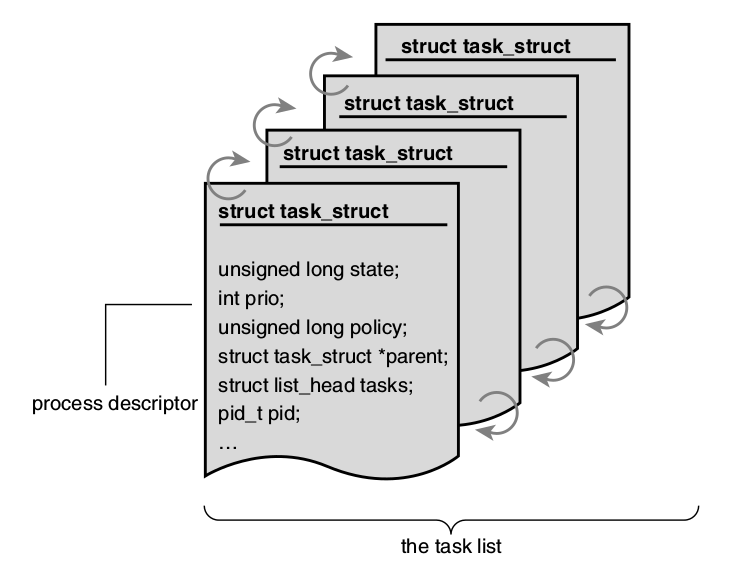 struct task_struct
struct task_struct
struct task_struct
struct task_struct
unsigned long state;
int prio;
unsigned long policy;
struct task_struct *parent;
struct list_head tasks;
pid_t pid;
...
process descriptor
the task list